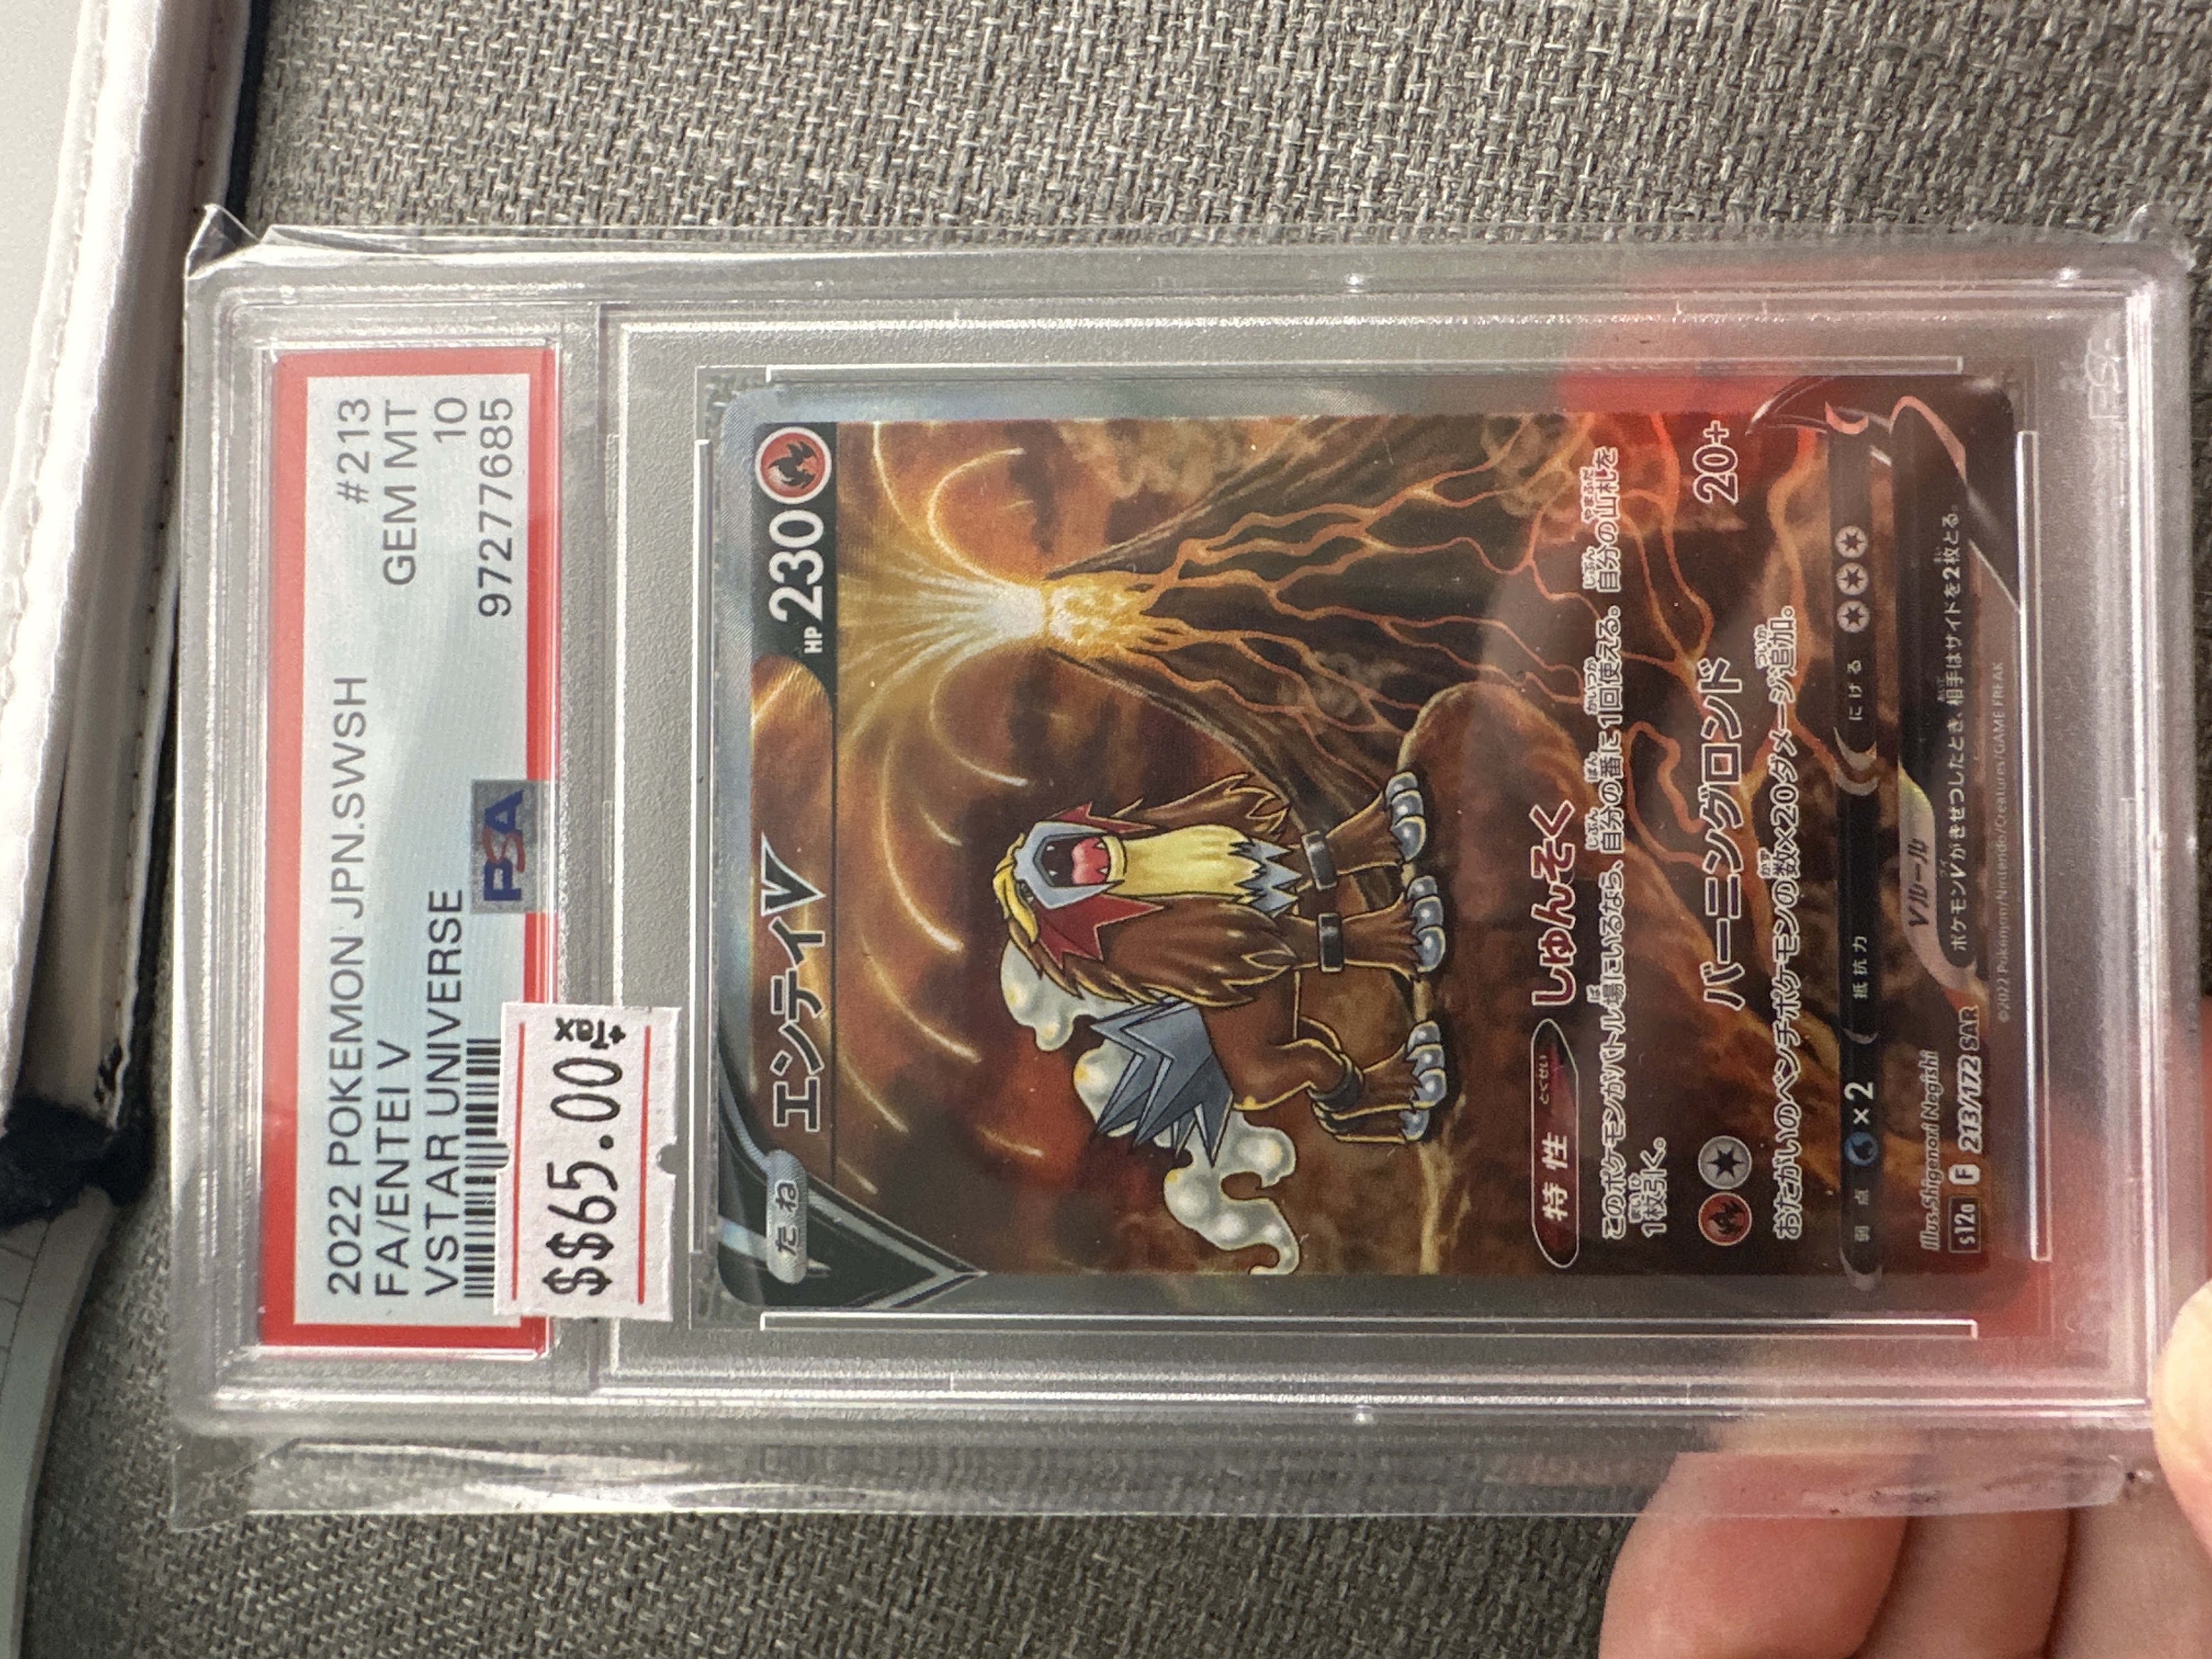 2022 POKEMON JPN.SWSH #213
FA/ENTEI V GEM MT
VSTAR UNIVERSE 10
PSA 97277685
$$65.00
+Tax
たね エンテイV HP 230
特性 とくせい しゅんそく
このポケモンがバトル場にいるなら、自分の番に1回使える。自分の山札を
1枚引く。
バーニングロンド 20+
おたがいのベンチポケモンの数×20ダメージ追加。
弱点 ×2 抵抗力 にげる
Illus. Shigenori Negishi Vルール
s12a F 213/172 SAR ポケモンVがきぜつしたとき、相手はサイドを2枚とる。
©2022 Pokémon/Nintendo/Creatures/GAME FREAK